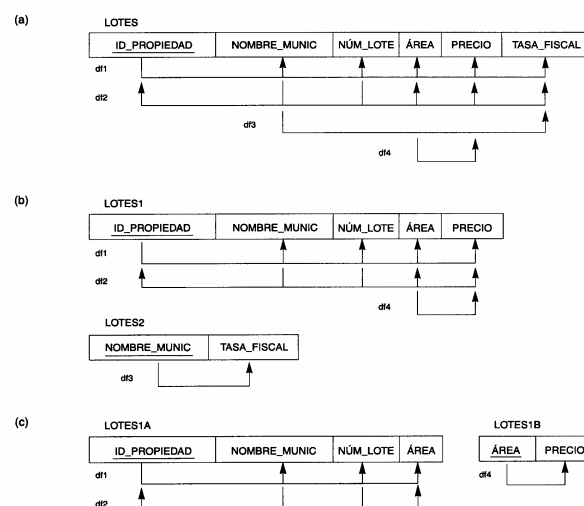 (a)
LOTES
ID_PROPIEDAD NOMBRE_MUNIC NÚM_LOTE ÁREA PRECIO TASA_FISCAL
df1
df2
df3
df4
(b)
LOTES1
ID_PROPIEDAD NOMBRE_MUNIC NÚM_LOTE ÁREA PRECIO
df1
df2
df4
LOTES2
NOMBRE_MUNIC TASA_FISCAL
df3
(c)
LOTES1A LOTES1B
ID_PROPIEDAD NOMBRE_MUNIC NÚM_LOTE ÁREA ÁREA PRECIO
df1 df4
df2